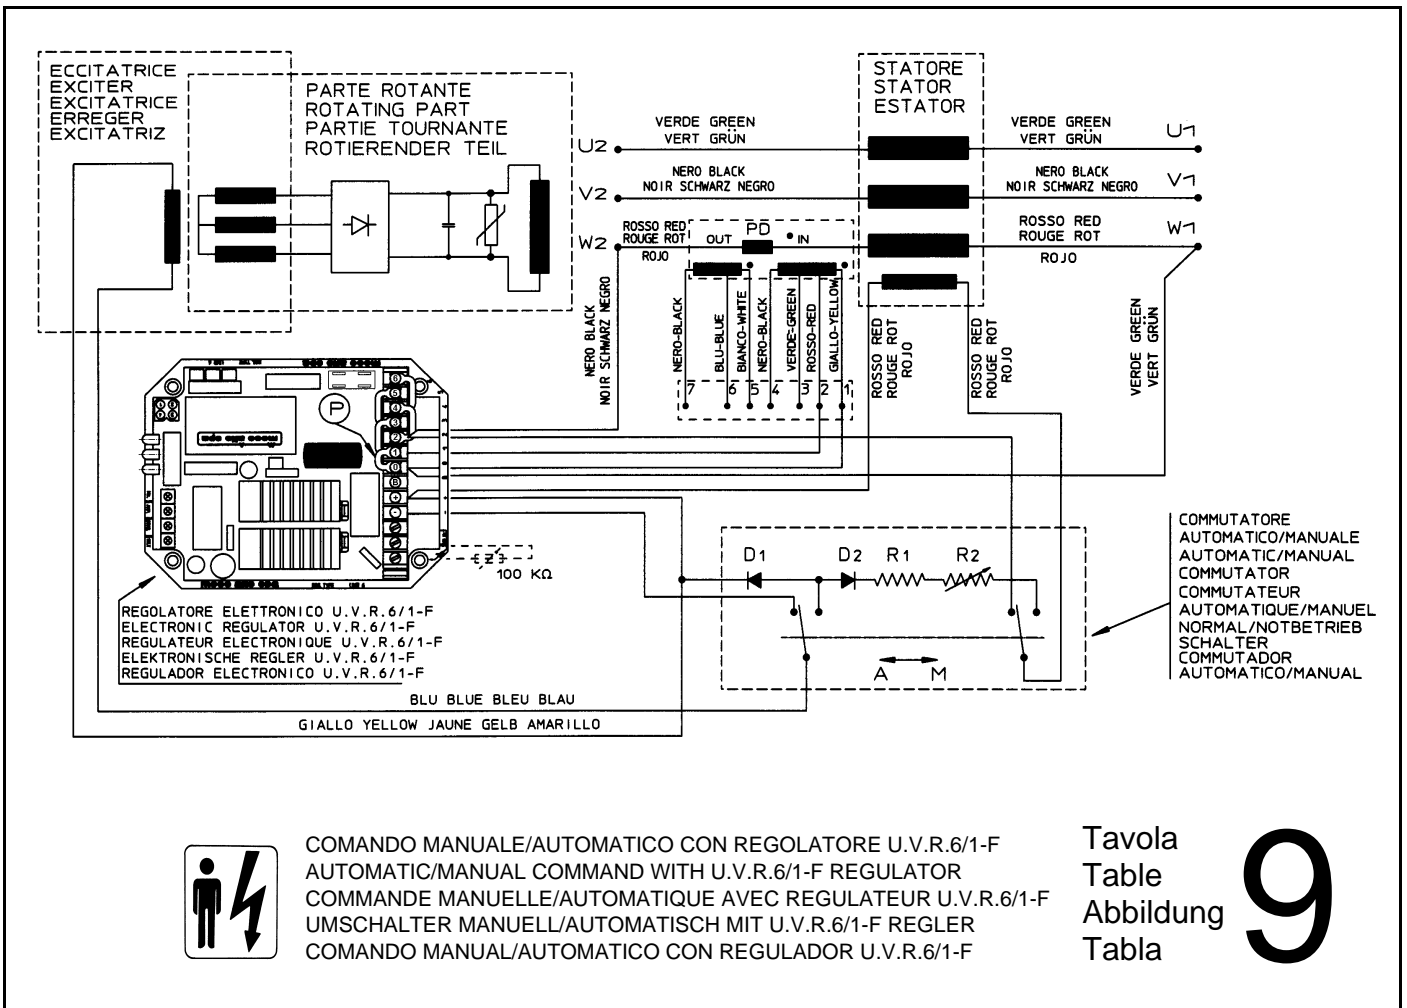 ECCITATRICE
EXCITER
EXCITATRICE
ERREGER
EXCITATRIZ
PARTE ROTANTE
ROTATING PART
PARTIE TOURNANTE
ROTIERENDER TEIL
STATORE
STATOR
ESTATOR
U2
VERDE GREEN
VERT GRÜN
VERDE GREEN
VERT GRÜN
U1
V2
NERO BLACK
NOIR SCHWARZ NEGRO
NERO BLACK
NOIR SCHWARZ NEGRO
V1
W2
ROSSO RED
ROUGE ROT
ROJO
OUT
PD
IN
ROSSO RED
ROUGE ROT
ROJO
W1
NERO BLACK
NOIR SCHWARZ NEGRO
NERO-BLACK
BLU-BLUE
BIANCO-WHITE
NERO-BLACK
VERDE-GREEN
ROSSO-RED
GIALLO-YELLOW
7 6 5 4 3 2 1
ROSSO RED
ROUGE ROT
ROJO
ROSSO RED
ROUGE ROT
ROJO
VERDE GREEN
VERT GRÜN
P
6
5
4
3
2
1
0
B
+
-
100 KΩ
REGOLATORE ELETTRONICO U.V.R.6/1-F
ELECTRONIC REGULATOR U.V.R.6/1-F
REGULATEUR ELECTRONIQUE U.V.R.6/1-F
ELEKTRONISCHE REGLER U.V.R.6/1-F
REGULADOR ELECTRONICO U.V.R.6/1-F
D1
D2
R1
R2
A
M
COMMUTATORE
AUTOMATICO/MANUALE
AUTOMATIC/MANUAL
COMMUTATOR
COMMUTATEUR
AUTOMATIQUE/MANUEL
NORMAL/NOTBETRIEB
SCHALTER
COMMUTADOR
AUTOMATICO/MANUAL
BLU BLUE BLEU BLAU
GIALLO YELLOW JAUNE GELB AMARILLO
COMANDO MANUALE/AUTOMATICO CON REGOLATORE U.V.R.6/1-F
AUTOMATIC/MANUAL COMMAND WITH U.V.R.6/1-F REGULATOR
COMMANDE MANUELLE/AUTOMATIQUE AVEC REGULATEUR U.V.R.6/1-F
UMSCHALTER MANUELL/AUTOMATISCH MIT U.V.R.6/1-F REGLER
COMANDO MANUAL/AUTOMATICO CON REGULADOR U.V.R.6/1-F
Tavola
Table
Abbildung
Tabla
9